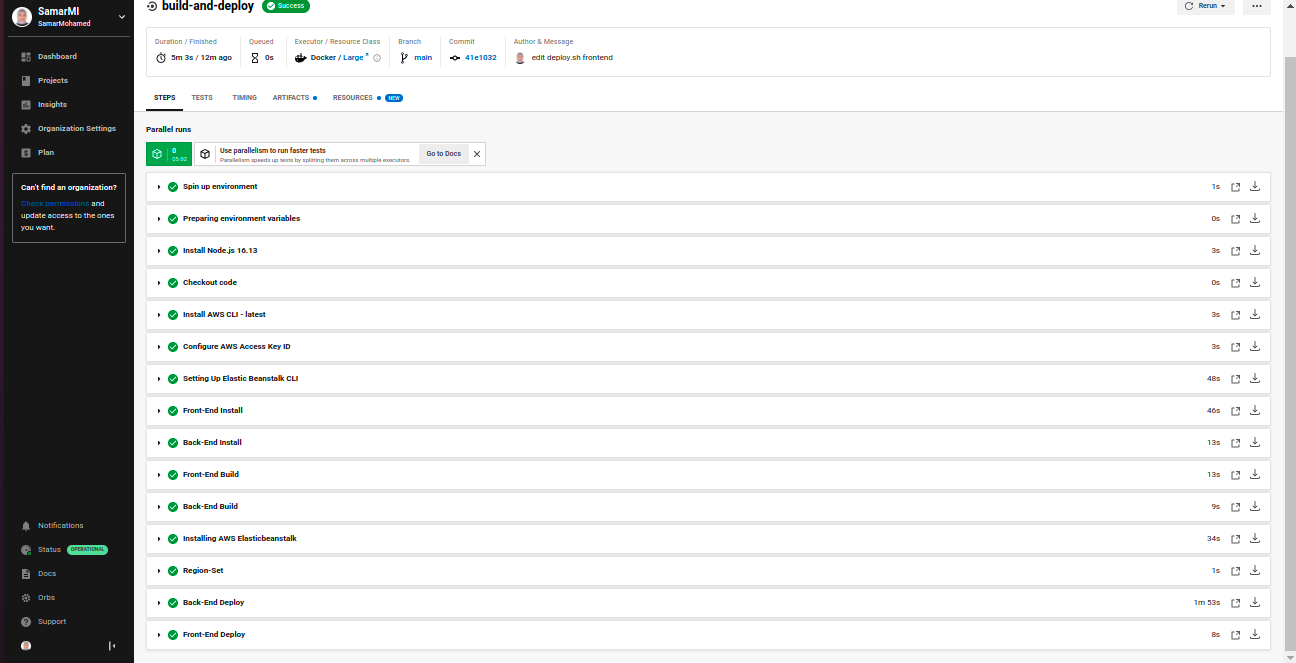 SamarMI
SamarMohamed
Dashboard
Projects
Insights
Organization Settings
Plan
Can't find an organization?
Check permissions and
update access to the ones
you want.
Notifications
Status OPERATIONAL
Docs
Orbs
Support
build-and-deploy Success
Rerun
Duration / Finished Queued Executor / Resource Class Branch Commit Author & Message
5m 3s / 12m ago 0s Docker / Large main 41e1032 edit deploy.sh frontend
STEPS TESTS TIMING ARTIFACTS RESOURCES NEW
Parallel runs
0
05:02
Use parallelism to run faster tests
Parallelism speeds up tests by splitting them across multiple executors.
Go to Docs
Spin up environment 1s
Preparing environment variables 0s
Install Node.js 16.13 3s
Checkout code 0s
Install AWS CLI - latest 3s
Configure AWS Access Key ID 3s
Setting Up Elastic Beanstalk CLI 48s
Front-End Install 46s
Back-End Install 13s
Front-End Build 13s
Back-End Build 9s
Installing AWS Elasticbeanstalk 34s
Region-Set 1s
Back-End Deploy 1m 53s
Front-End Deploy 8s